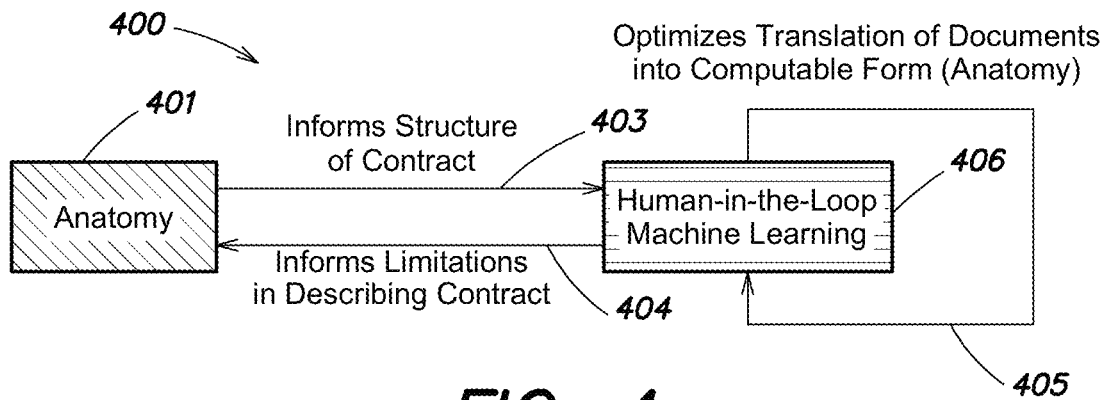 400
Optimizes Translation of Documents
into Computable Form (Anatomy)
401
Informs Structure
of Contract
403
406
Anatomy
Human-in-the-Loop
Machine Learning
Informs Limitations
in Describing Contract
404
405